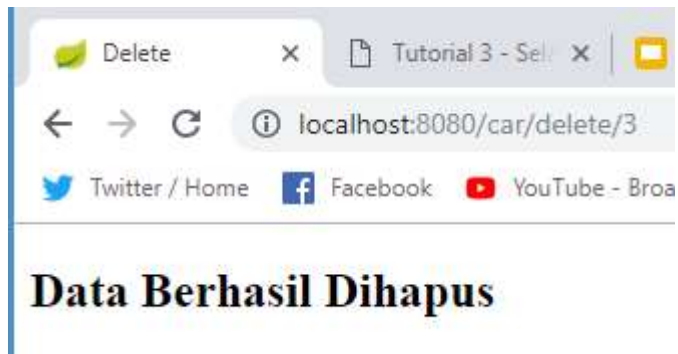 Delete
Tutorial 3 - Sel
localhost:8080/car/delete/3
Twitter / Home Facebook YouTube - Broa
Data Berhasil Dihapus